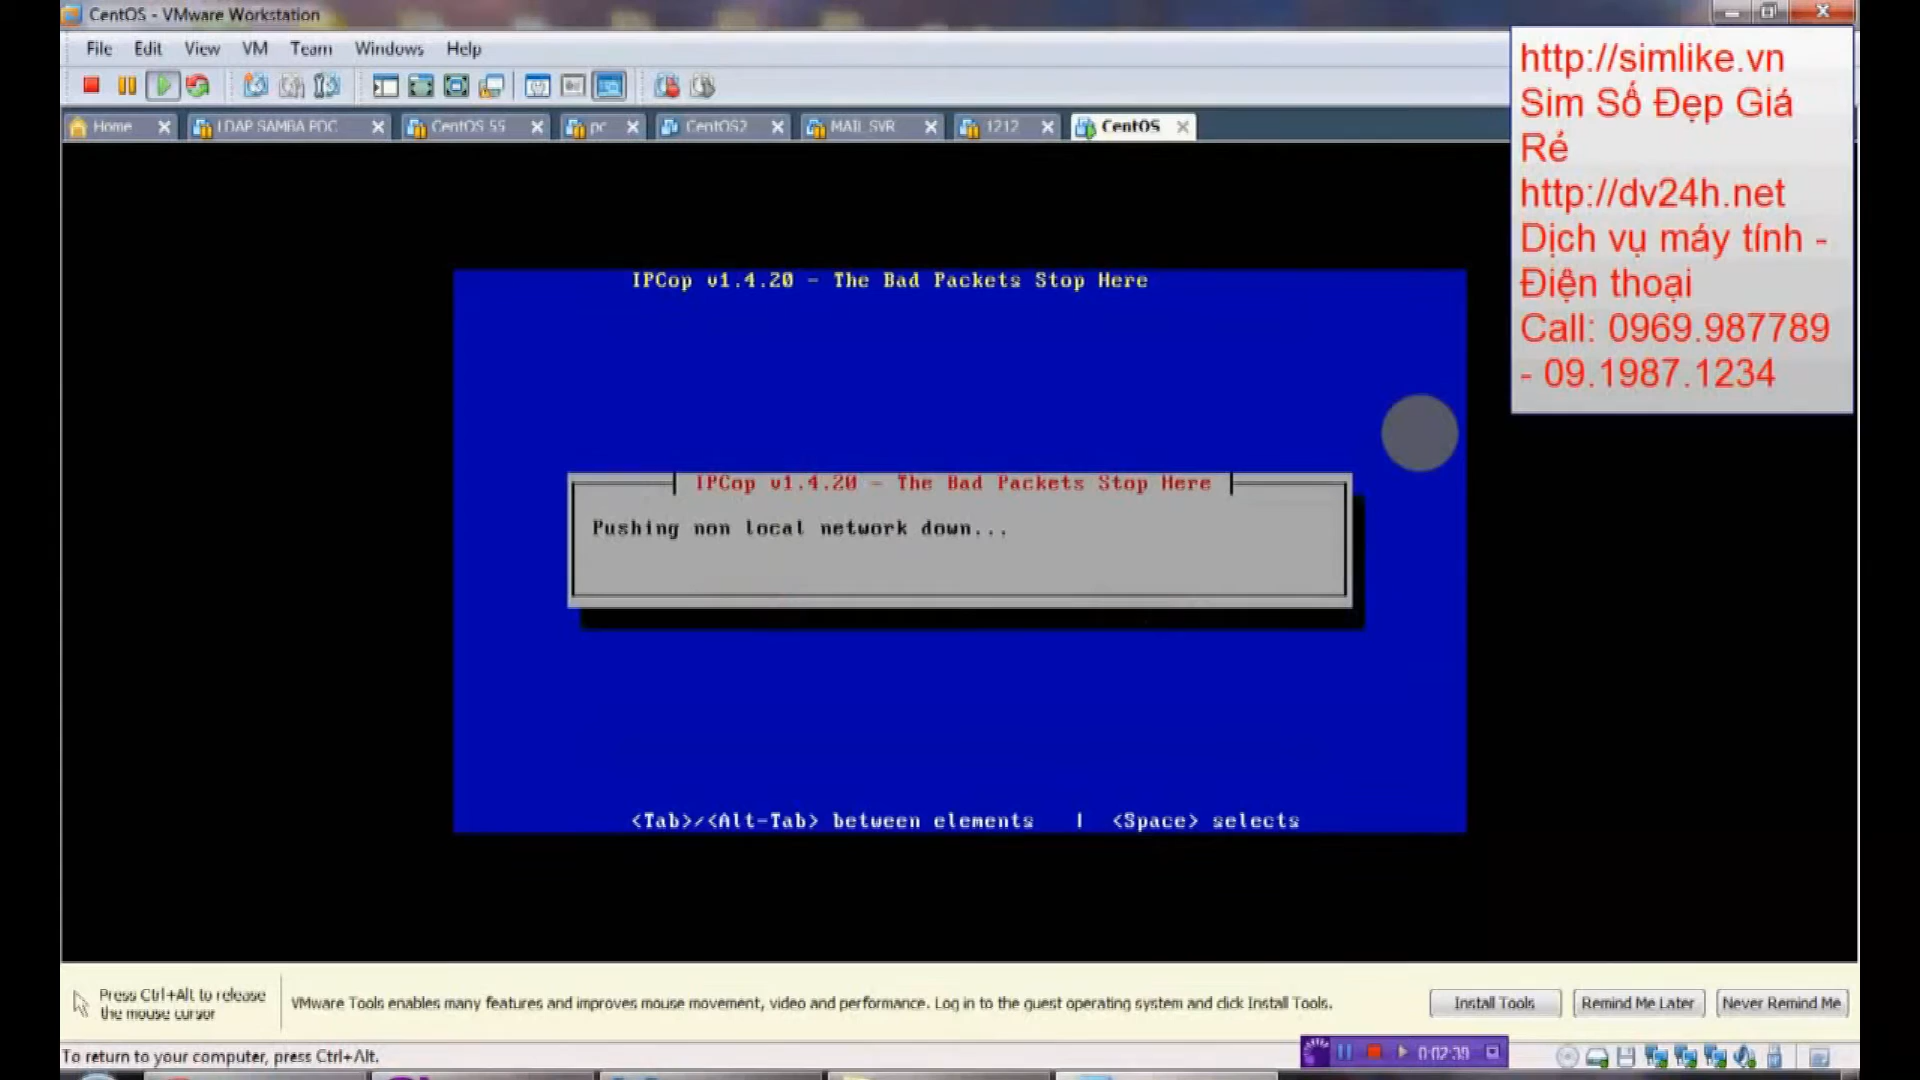 CentOS - VMware Workstation
File Edit View VM Team Windows Help
http://simlike.vn
Sim Số Đẹp Giá
Ré
http://dv24h.net
Dịch vụ máy tính -
Điện thoại
Call: 0969.987789
- 09.1987.1234
Home LDAP SAMBA PDC CentOS 55 pc CentOS2 MAIL SVR 1212 CentOS
IPCop v1.4.20 - The Bad Packets Stop Here
IPCop v1.4.20 - The Bad Packets Stop Here
Pushing non local network down...
<Tab>/<Alt-Tab> between elements | <Space> selects
Press Ctrl+Alt to release
the mouse cursor
VMware Tools enables many features and improves mouse movement, video and performance. Log in to the guest operating system and click Install Tools.
Install Tools Remind Me Later Never Remind Me
To return to your computer, press Ctrl+Alt.
0:02:39